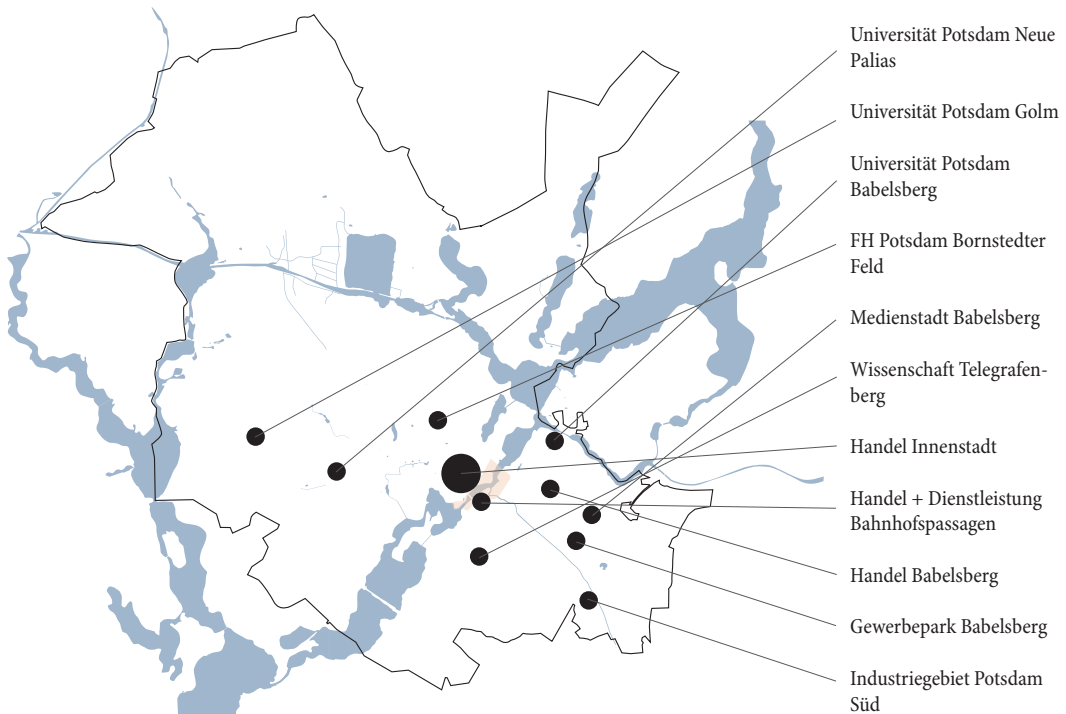 Universität Potsdam Neue
Palias
Universität Potsdam Golm
Universität Potsdam
Babelsberg
FH Potsdam Bornstedter
Feld
Medienstadt Babelsberg
Wissenschaft Telegrafen-
berg
Handel Innenstadt
Handel + Dienstleistung
Bahnhofspassagen
Handel Babelsberg
Gewerbepark Babelsberg
Industriegebiet Potsdam
Süd